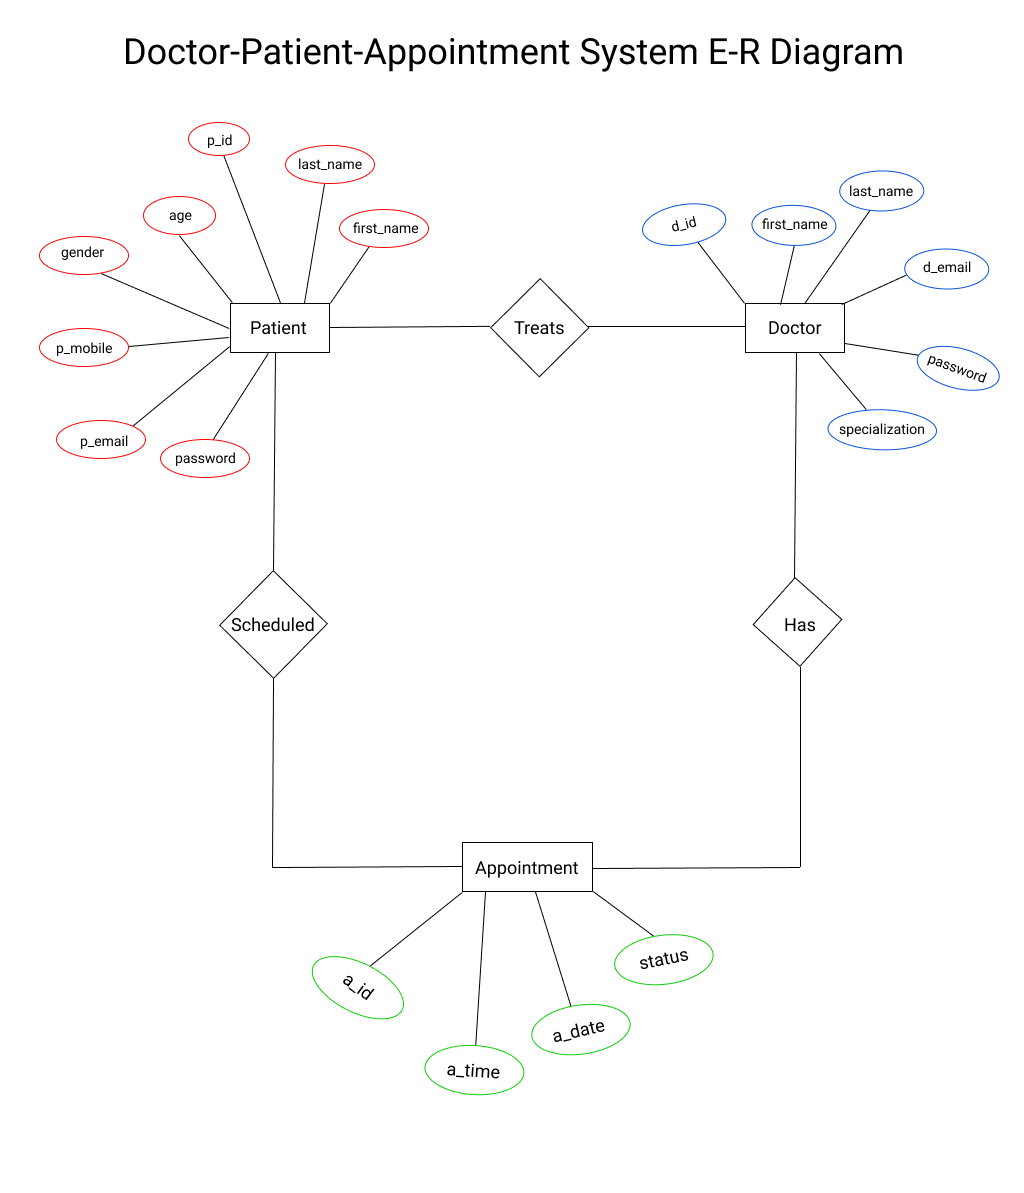 Doctor-Patient-Appointment System E-R Diagram
p_id
last_name
age
first_name
gender
p_mobile
p_email
password
Patient
Treats
d_id
first_name
last_name
d_email
Doctor
password
specialization
Scheduled
Has
Appointment
a_id
a_time
a_date
status